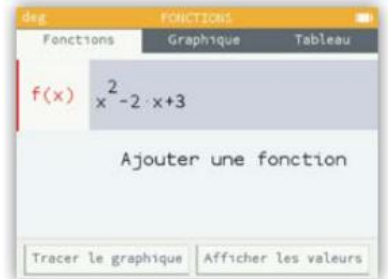 deg FONCTIONS
Fonctions Graphique Tableau
f(x) x²-2·x+3
Ajouter une fonction
Tracer le graphique Afficher les valeurs